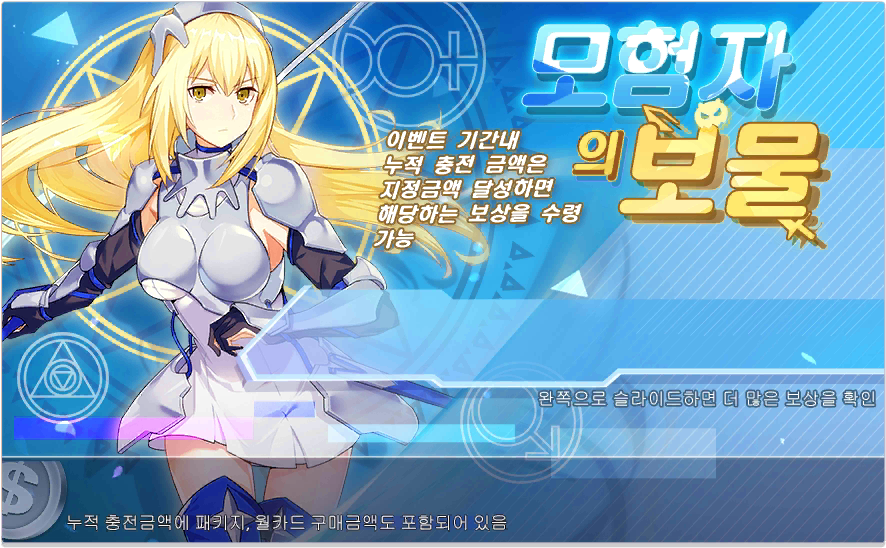 모험자
의 보물
이벤트 기간내
누적 충전 금액은
지정금액 달성하면
해당하는 보상을 수령
가능
완쪽으로 슬라이드하면 더 많은 보상을 확인
누적 충전금액에 패키지, 월카드 구매금액도 포함되어 있음